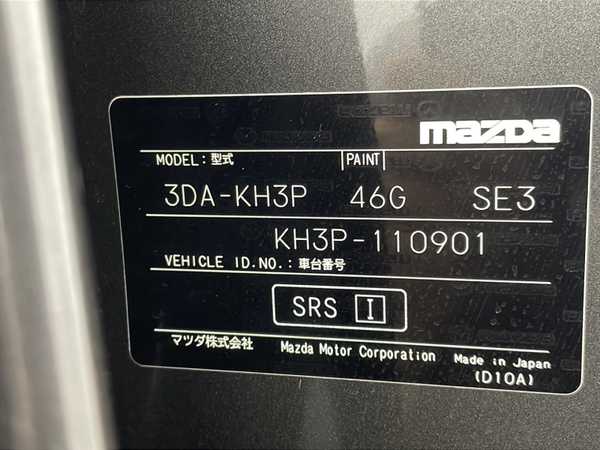 mazda
MODEL: 型式 PAINT
3DA-KH3P 46G SE3
KH3P-110901
VEHICLE ID.NO.: 車台番号
SRS I
マツダ株式会社 Mazda Motor Corporation Made in Japan
(D10A)